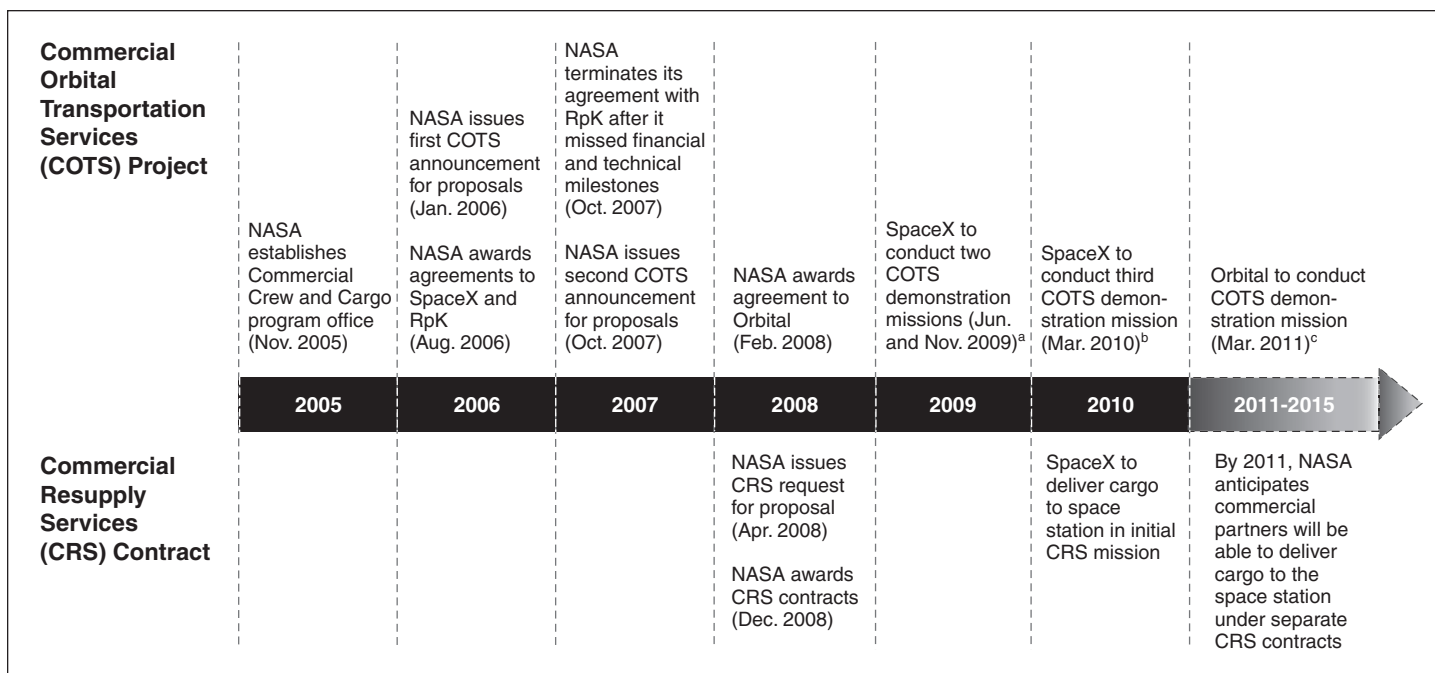 Commercial
Orbital
Transportation
Services
(COTS) Project
NASA
establishes
Commercial
Crew and Cargo
program office
(Nov. 2005)
NASA issues
first COTS
announcement
for proposals
(Jan. 2006)
NASA awards
agreements to
SpaceX and
RpK
(Aug. 2006)
NASA
terminates its
agreement with
RpK after it
missed financial
and technical
milestones
(Oct. 2007)
NASA issues
second COTS
announcement
for proposals
(Oct. 2007)
NASA awards
agreement to
Orbital
(Feb. 2008)
SpaceX to
conduct two
COTS
demonstration
missions (Jun.
and Nov. 2009)a
SpaceX to
conduct third
COTS demon-
stration mission
(Mar. 2010)b
Orbital to conduct
COTS demon-
stration mission
(Mar. 2011)c
2005
2006
2007
2008
2009
2010
2011-2015
Commercial
Resupply
Services
(CRS) Contract
NASA issues
CRS request
for proposal
(Apr. 2008)
NASA awards
CRS contracts
(Dec. 2008)
SpaceX to
deliver cargo
to space
station in initial
CRS mission
By 2011, NASA
anticipates
commercial
partners will be
able to deliver
cargo to the
space station
under separate
CRS contracts